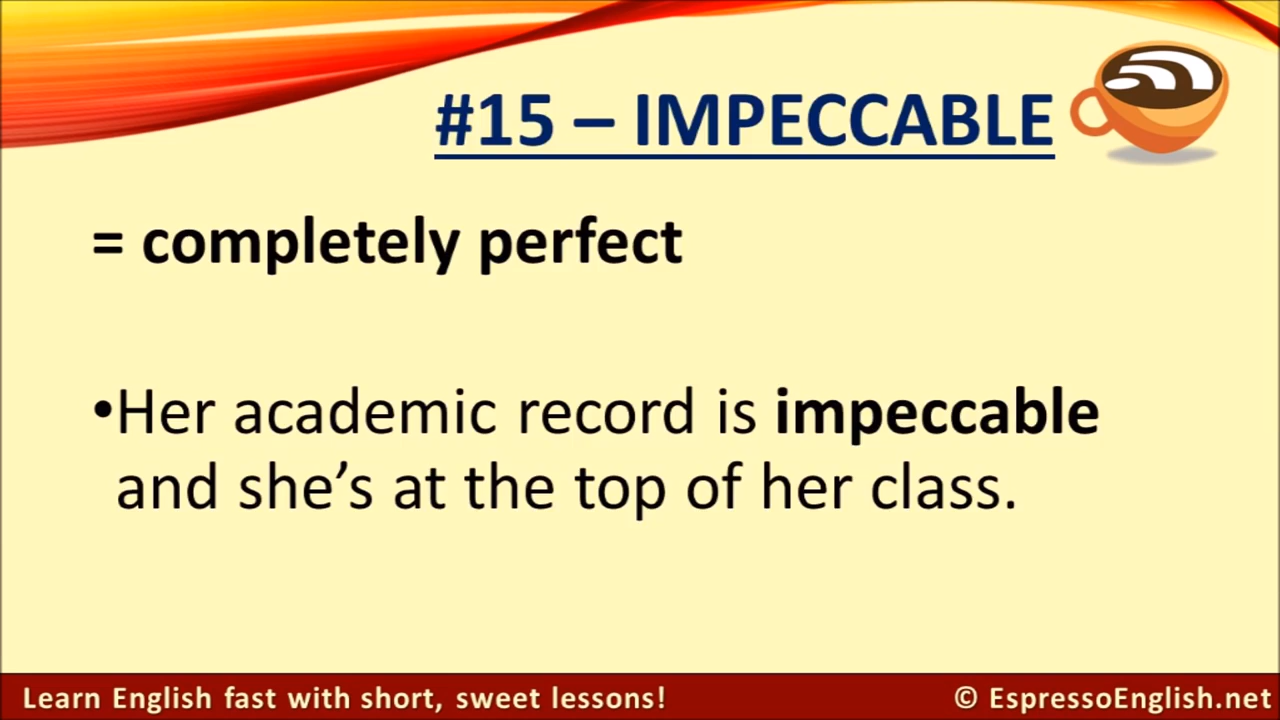 #15 – IMPECCABLE
= completely perfect
•Her academic record is impeccable
and she’s at the top of her class.
Learn English fast with short, sweet lessons!
© EspressoEnglish.net